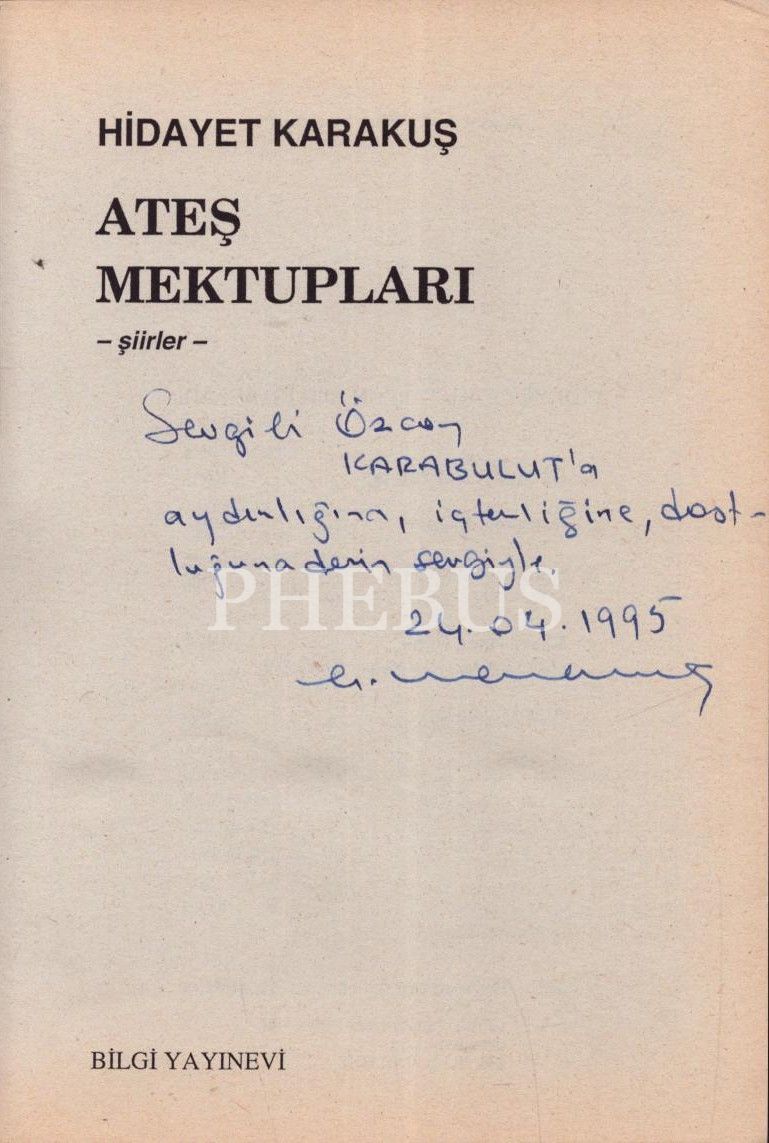 HİDAYET KARAKUŞ
ATEŞ
MEKTUPLARI
– şiirler –
Sevgili Özcan
KARABULUT'a
aydınlığına, içtenliğine, dost-
luğuna derin sevgiyle.
PHEBUS
24.04.1995
BİLGİ YAYINEVİ